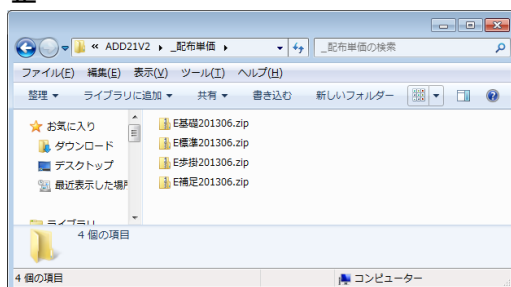 « ADD21V2 ▸ _配布単価 ▸
_配布単価の検索
ファイル(F) 編集(E) 表示(V) ツール(T) ヘルプ(H)
整理 ▼ ライブラリに追加 ▼ 共有 ▼ 書き込む 新しいフォルダー
お気に入り
ダウンロード
デスクトップ
最近表示した場所
ライブラリ
E基礎201306.zip
E標準201306.zip
E歩掛201306.zip
E補足201306.zip
4 個の項目
4 個の項目
コンピューター